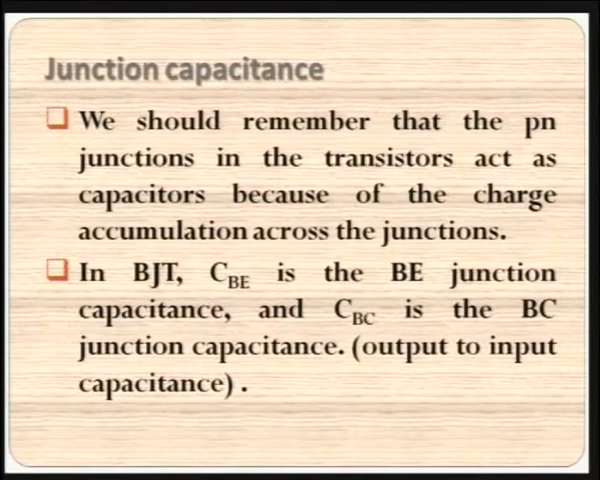 Junction capacitance
We should remember that the pn
junctions in the transistors act as
capacitors because of the charge
accumulation across the junctions.
In BJT, CBE is the BE junction
capacitance, and CBC is the BC
junction capacitance. (output to input
capacitance) .